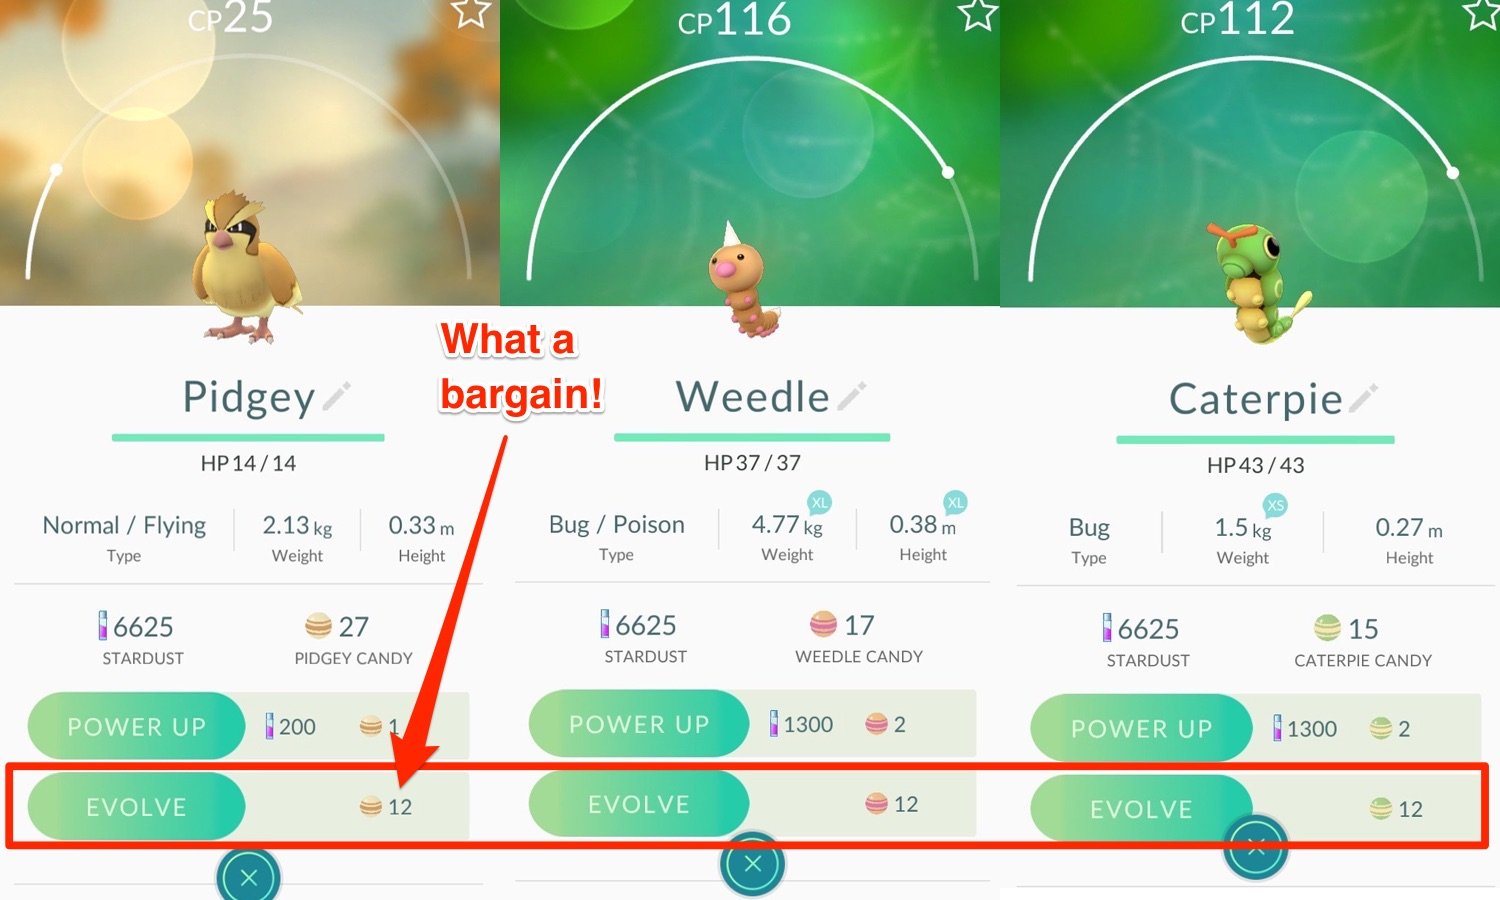 CP25
Pidgey
HP 14 / 14
Normal / Flying
Type
2.13 kg
Weight
0.33 m
Height
6625
STARDUST
27
PIDGEY CANDY
POWER UP
200
1
EVOLVE
12
What a
bargain!
CP116
Weedle
HP 37 / 37
Bug / Poison
Type
XL
4.77 kg
Weight
XL
0.38 m
Height
6625
STARDUST
17
WEEDLE CANDY
POWER UP
1300
2
EVOLVE
12
CP112
Caterpie
HP 43 / 43
Bug
Type
XS
1.5 kg
Weight
0.27 m
Height
6625
STARDUST
15
CATERPIE CANDY
POWER UP
1300
2
EVOLVE
12